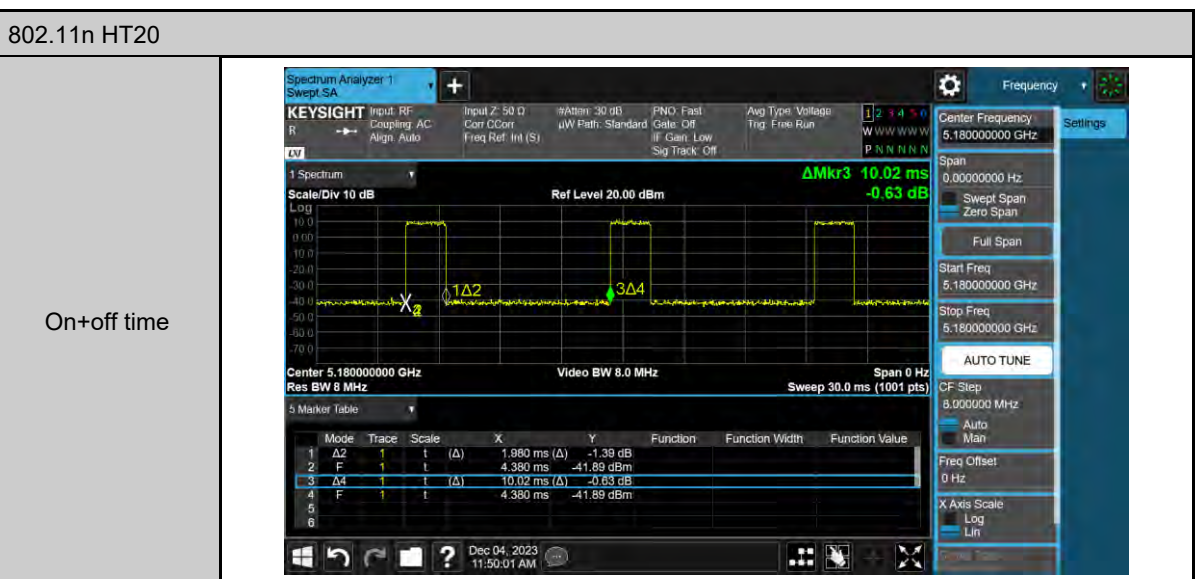 802.11n HT20
On+off time
Spectrum Analyzer 1
Swept SA
Frequency
Settings
KEYSIGHT
R
LXI
Input: RF
Coupling: AC
Align: Auto
Input Z: 50 Ω
Corr CCorr
Freq Ref: Int (S)
#Atten: 30 dB
µW Path: Standard
PNO: Fast
Gate: Off
IF Gain: Low
Sig Track: Off
Avg Type: Voltage
Trig: Free Run
1 2 3 4 5 6
W W W W W W
P N N N N N
1 Spectrum
Scale/Div 10 dB
Ref Level 20.00 dBm
ΔMkr3 10.02 ms
-0.63 dB
Log
10.0
0.00
-10.0
-20.0
-30.0
-40.0
-50.0
-60.0
-70.0
1Δ2
3Δ4
Center 5.180000000 GHz
Video BW 8.0 MHz
Span 0 Hz
Res BW 8 MHz
Sweep 30.0 ms (1001 pts)
5 Marker Table
Mode Trace Scale X Y Function Function Width Function Value
1 Δ2 1 t (Δ) 1.980 ms (Δ) -1.39 dB
2 F 1 t 4.380 ms -41.89 dBm
3 Δ4 1 t (Δ) 10.02 ms (Δ) -0.63 dB
4 F 1 t 4.380 ms -41.89 dBm
5
6
Dec 04, 2023
11:50:01 AM
Center Frequency
5.180000000 GHz
Span
0.00000000 Hz
Swept Span
Zero Span
Full Span
Start Freq
5.180000000 GHz
Stop Freq
5.180000000 GHz
AUTO TUNE
CF Step
8.000000 MHz
Auto
Man
Freq Offset
0 Hz
X Axis Scale
Log
Lin